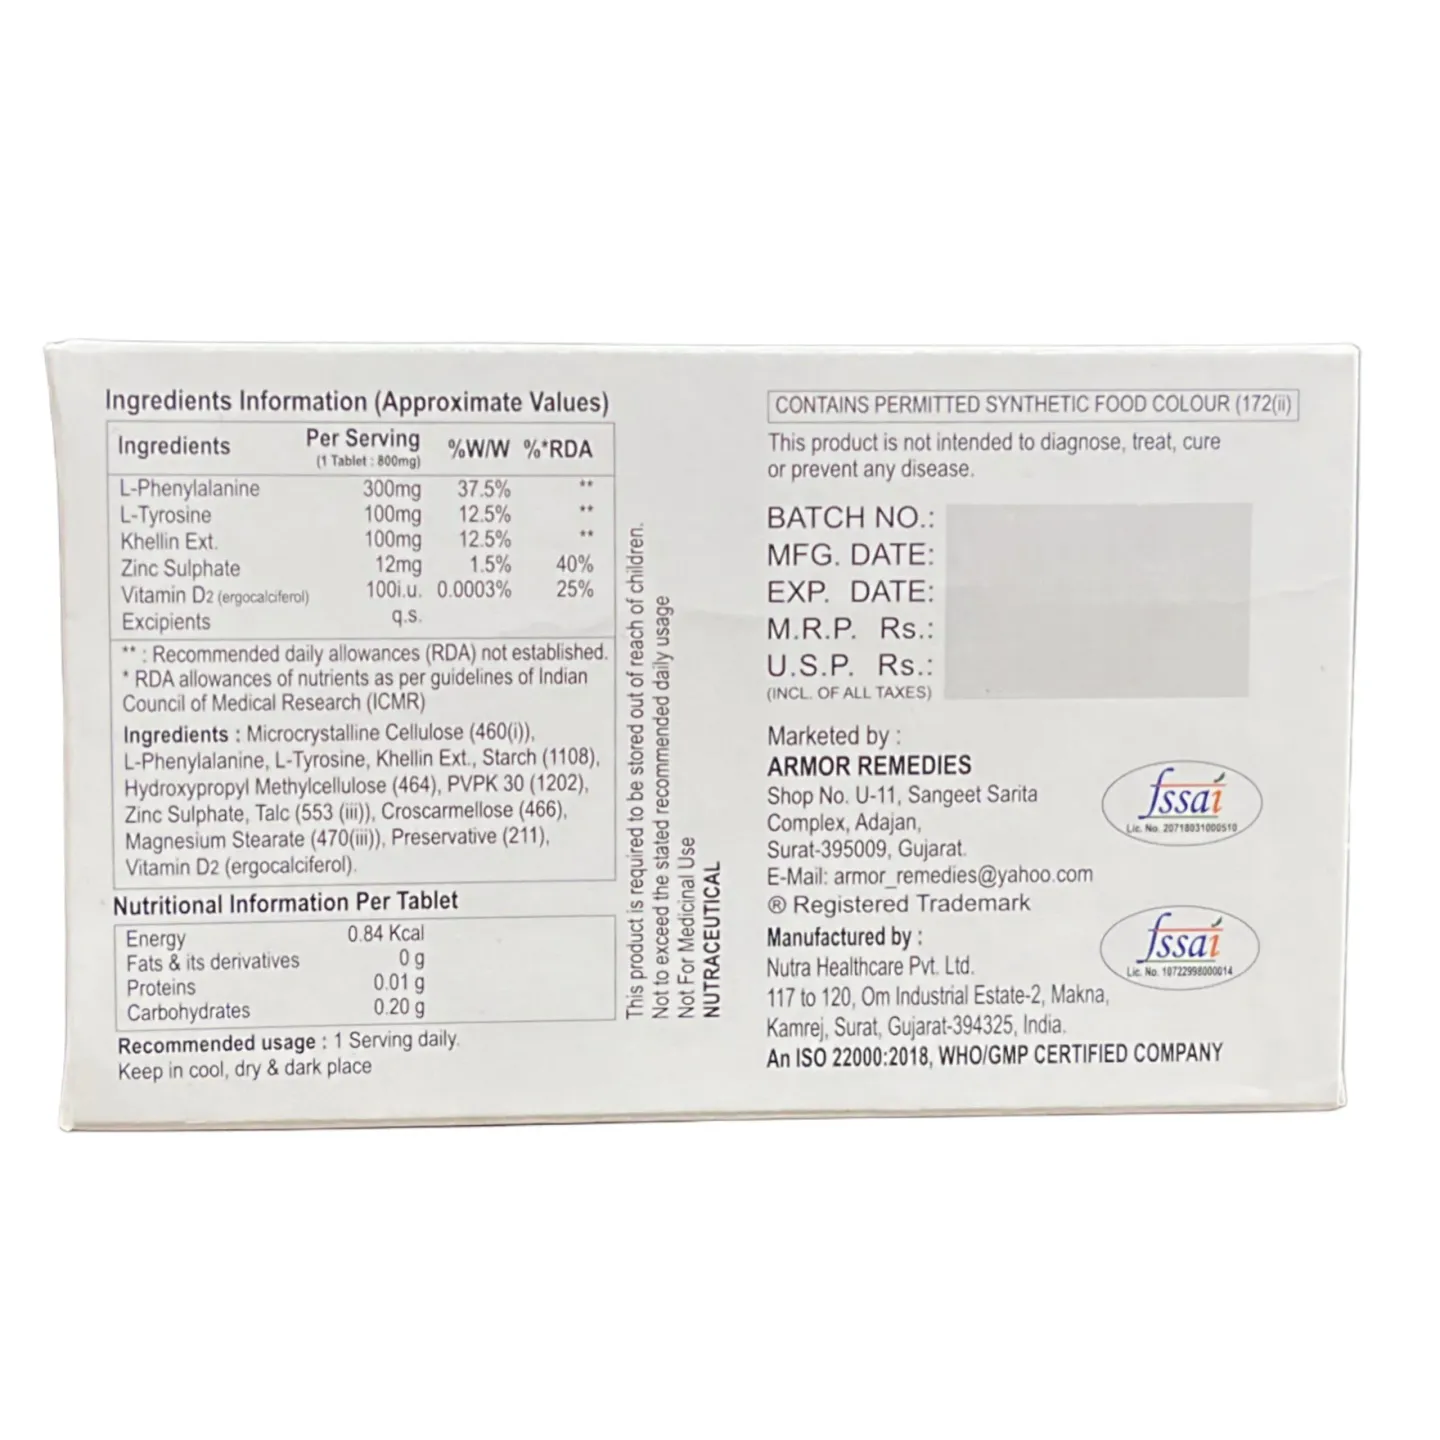 Ingredients Information (Approximate Values)
Ingredients Per Serving %W/W %*RDA
(1 Tablet : 800mg)
L-Phenylalanine 300mg 37.5% **
L-Tyrosine 100mg 12.5% **
Khellin Ext. 100mg 12.5% **
Zinc Sulphate 12mg 1.5% 40%
Vitamin D2 (ergocalciferol) 100i.u. 0.0003% 25%
Excipients q.s.
** : Recommended daily allowances (RDA) not established.
* RDA allowances of nutrients as per guidelines of Indian
Council of Medical Research (ICMR)
Ingredients : Microcrystalline Cellulose (460(i)),
L-Phenylalanine, L-Tyrosine, Khellin Ext., Starch (1108),
Hydroxypropyl Methylcellulose (464), PVPK 30 (1202),
Zinc Sulphate, Talc (553 (iii)), Croscarmellose (466),
Magnesium Stearate (470(iii)), Preservative (211),
Vitamin D2 (ergocalciferol).
Nutritional Information Per Tablet
Energy 0.84 Kcal
Fats & its derivatives 0 g
Proteins 0.01 g
Carbohydrates 0.20 g
Recommended usage : 1 Serving daily.
Keep in cool, dry & dark place
This product is required to be stored out of reach of children.
Not to exceed the stated recommended daily usage
Not For Medicinal Use
NUTRACEUTICAL
CONTAINS PERMITTED SYNTHETIC FOOD COLOUR (172(ii)
This product is not intended to diagnose, treat, cure
or prevent any disease.
BATCH NO.:
MFG. DATE:
EXP. DATE:
M.R.P. Rs.:
U.S.P. Rs.:
(INCL. OF ALL TAXES)
Marketed by :
ARMOR REMEDIES
Shop No. U-11, Sangeet Sarita
Complex, Adajan,
Surat-395009, Gujarat.
E-Mail: armor_remedies@yahoo.com
® Registered Trademark
fssai
Lic. No. 20718031000510
Manufactured by :
Nutra Healthcare Pvt. Ltd.
117 to 120, Om Industrial Estate-2, Makna,
Kamrej, Surat, Gujarat-394325, India.
An ISO 22000:2018, WHO/GMP CERTIFIED COMPANY
fssai
Lic. No. 10722998000014